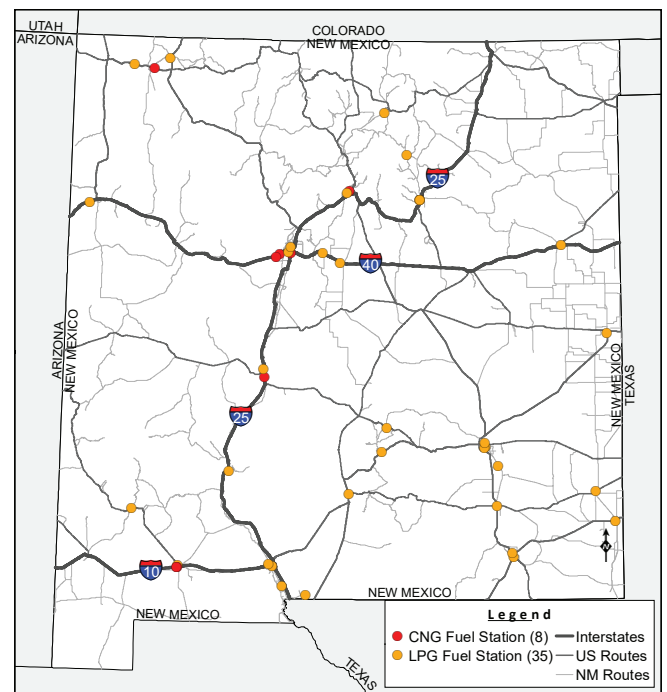 UTAH
ARIZONA
COLORADO
NEW MEXICO
25
40
ARIZONA
NEW MEXICO
NEW MEXICO
TEXAS
25
10
N
NEW MEXICO
NEW MEXICO
TEXAS
Legend
CNG Fuel Station (8)
LPG Fuel Station (35)
Interstates
US Routes
NM Routes